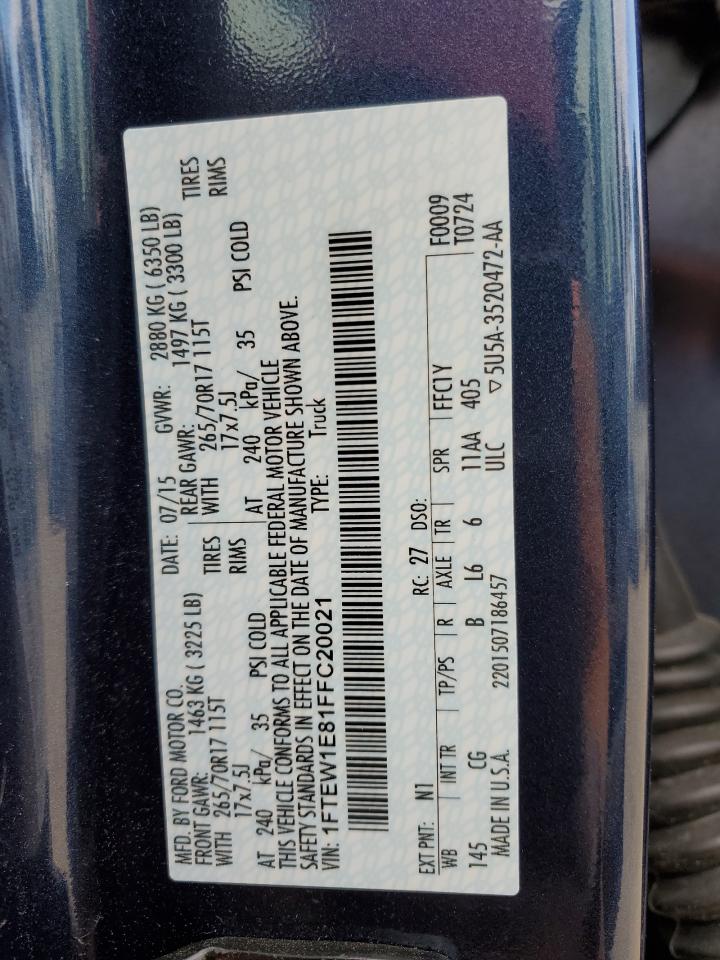 MFD. BY FORD MOTOR CO. DATE: 07/15 GVWR: 2880 KG ( 6350 LB)
FRONT GAWR: 1463 KG ( 3225 LB) REAR GAWR: 1497 KG ( 3300 LB)
WITH 265/70R17 115T TIRES WITH 265/70R17 115T TIRES
17x7.5J RIMS 17x7.5J RIMS
AT 240 kPa/ 35 PSI COLD AT 240 kPa/ 35 PSI COLD
THIS VEHICLE CONFORMS TO ALL APPLICABLE FEDERAL MOTOR VEHICLE
SAFETY STANDARDS IN EFFECT ON THE DATE OF MANUFACTURE SHOWN ABOVE.
VIN: 1FTEW1E81FFC20021 TYPE: Truck
EXT PNT: N1 RC: 27 DSO: F0009
WB INT TR TP/PS R AXLE TR SPR FFC1Y T0724
145 CG B L6 6 11AA 405
MADE IN U.S.A. 2201507186457 ULC ▽5U5A-3520472-AA